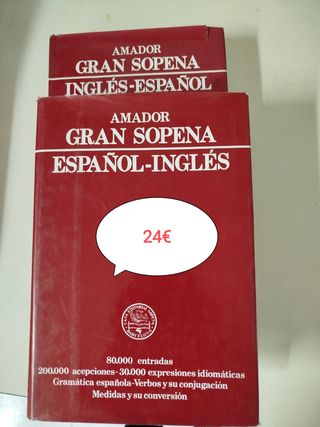 AMADOR
GRAN SOPENA
INGLÉS-ESPAÑOL
AMADOR
GRAN SOPENA
ESPAÑOL-INGLÉS
24€
80.000 entradas
200.000 acepciones-30.000 expresiones idiomáticas
Gramática española-Verbos y su conjugación
Medidas y su conversión